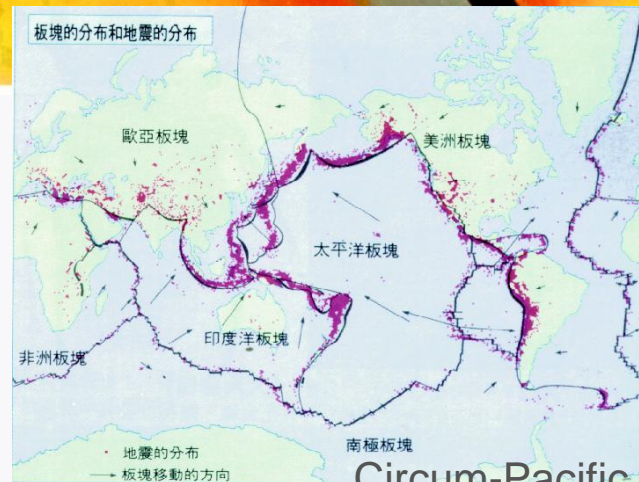 板塊的分布和地震的分布
歐亞板塊
美洲板塊
太平洋板塊
印度洋板塊
非洲板塊
南極板塊
地震的分布
板塊移動的方向
Circum-Pacific